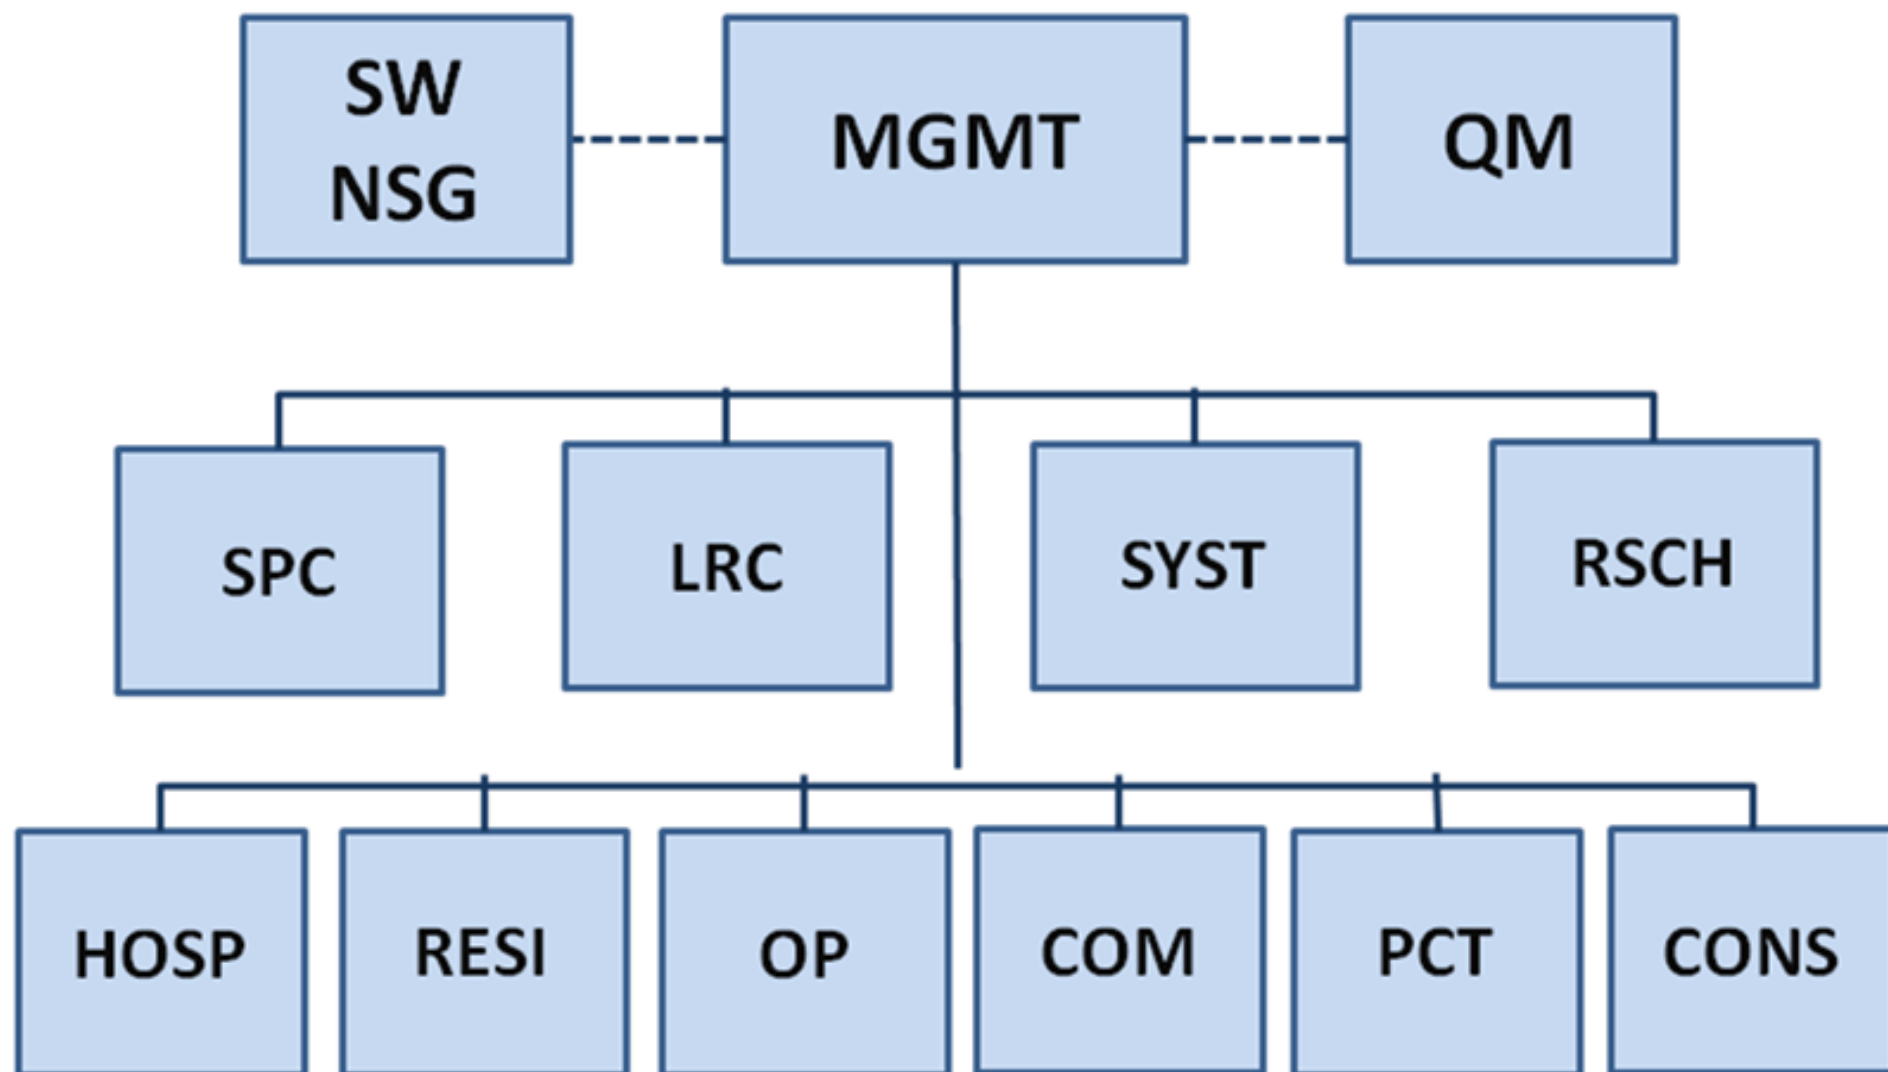 SW
NSG
MGMT
QM
SPC
LRC
SYST
RSCH
HOSP
RESI
OP
COM
PCT
CONS